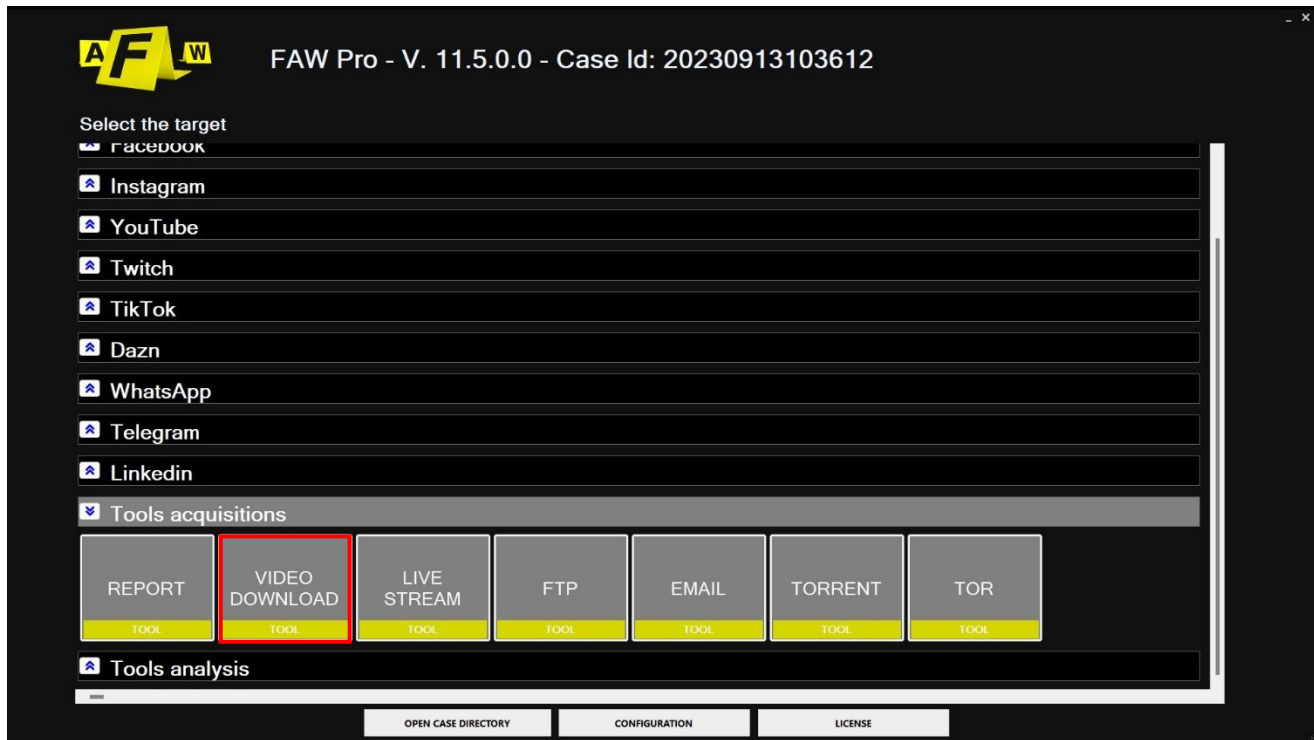 A F W
FAW Pro - V. 11.5.0.0 - Case Id: 20230913103612
Select the target
Facebook
Instagram
YouTube
Twitch
TikTok
Dazn
WhatsApp
Telegram
Linkedin
Tools acquisitions
REPORT
TOOL
VIDEO
DOWNLOAD
TOOL
LIVE
STREAM
TOOL
FTP
TOOL
EMAIL
TOOL
TORRENT
TOOL
TOR
TOOL
Tools analysis
OPEN CASE DIRECTORY
CONFIGURATION
LICENSE